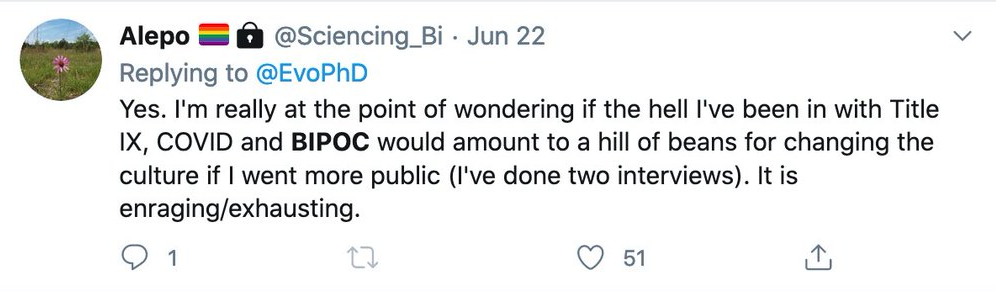 Alepo 🏳️‍🌈 🔒 @Sciencing_Bi · Jun 22
Replying to @EvoPhD
Yes. I'm really at the point of wondering if the hell I've been in with Title
IX, COVID and BIPOC would amount to a hill of beans for changing the
culture if I went more public (I've done two interviews). It is
enraging/exhausting.
1 51